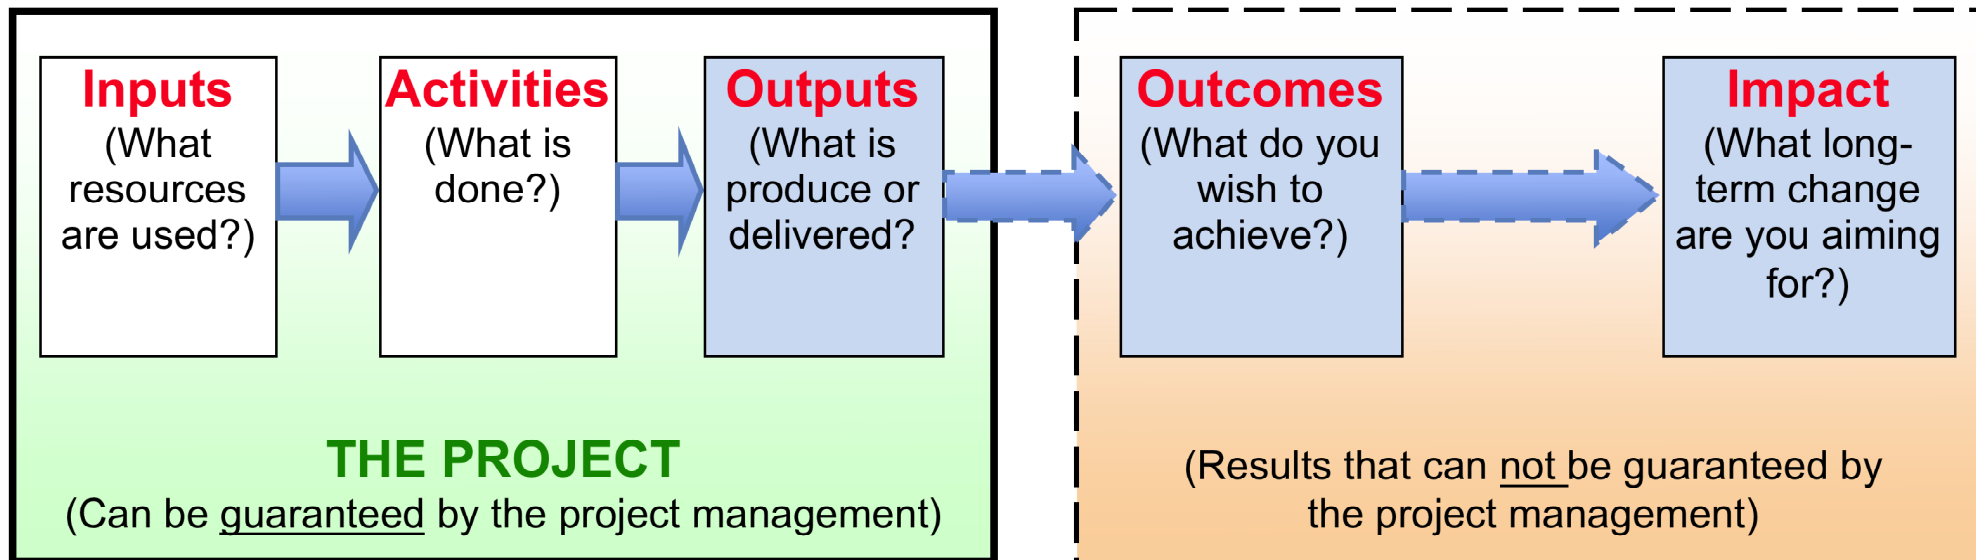 Inputs
(What
resources
are used?)
Activities
(What is
done?)
Outputs
(What is
produce or
delivered?
THE PROJECT
(Can be guaranteed by the project management)
Outcomes
(What do you
wish to
achieve?)
Impact
(What long-
term change
are you aiming
for?)
(Results that can not be guaranteed by
the project management)